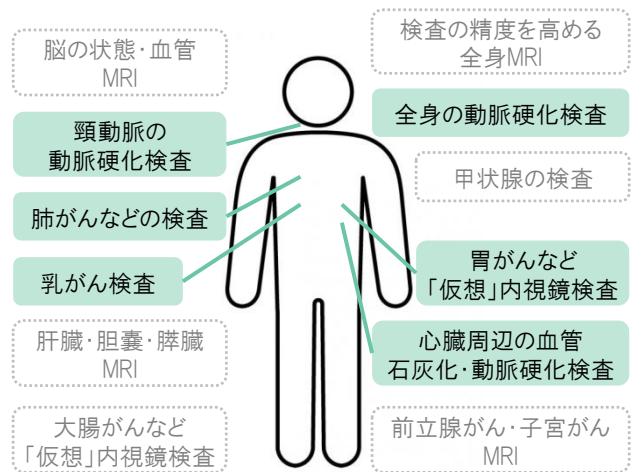 脳の状態・血管
MRI
頸動脈の
動脈硬化検査
肺がんなどの検査
乳がん検査
肝臓・胆嚢・膵臓
MRI
大腸がんなど
「仮想」内視鏡検査
検査の精度を高める
全身MRI
全身の動脈硬化検査
甲状腺の検査
胃がんなど
「仮想」内視鏡検査
心臓周辺の血管
石灰化・動脈硬化検査
前立腺がん・子宮がん
MRI